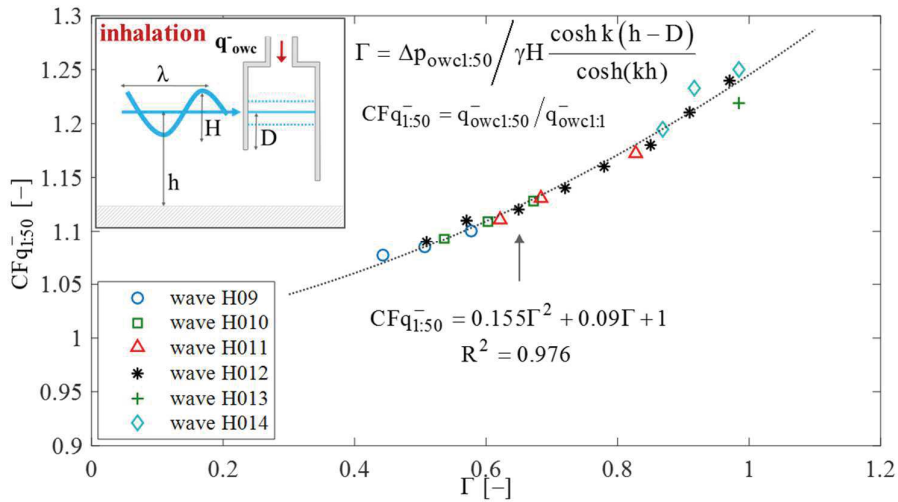 inhalation
q⁻owc
λ
H
D
h
Γ = Δp_owc1:50 / γH cosh k (h − D) / cosh(kh)
CFq⁻1:50 = q⁻owc1:50 / q⁻owc1:1
CFq⁻1:50 = 0.155Γ² + 0.09Γ + 1
R² = 0.976
wave H09
wave H010
wave H011
wave H012
wave H013
wave H014
CFq⁻1:50 [−]
1.3
1.25
1.2
1.15
1.1
1.05
1
0.95
0.9
0 0.2 0.4 0.6 0.8 1 1.2
Γ [−]